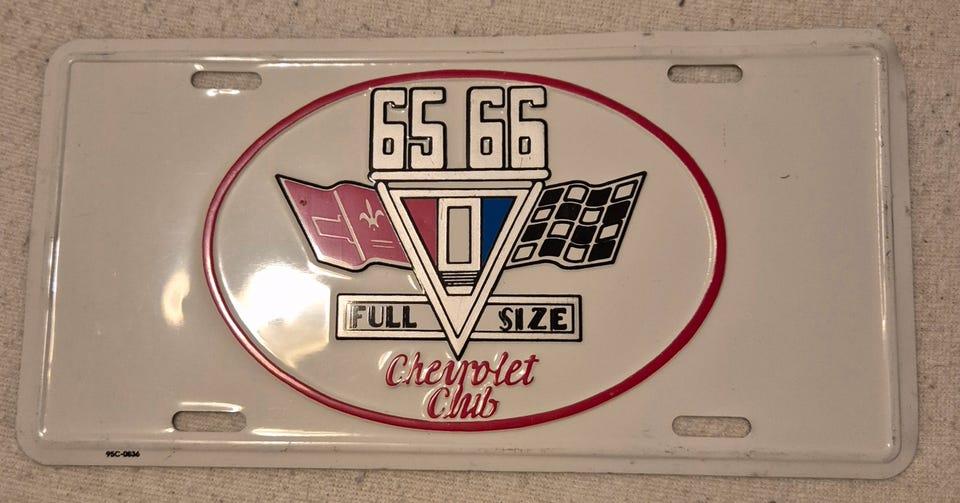 65 66
FULL SIZE
Chevrolet
Club
95C-0836